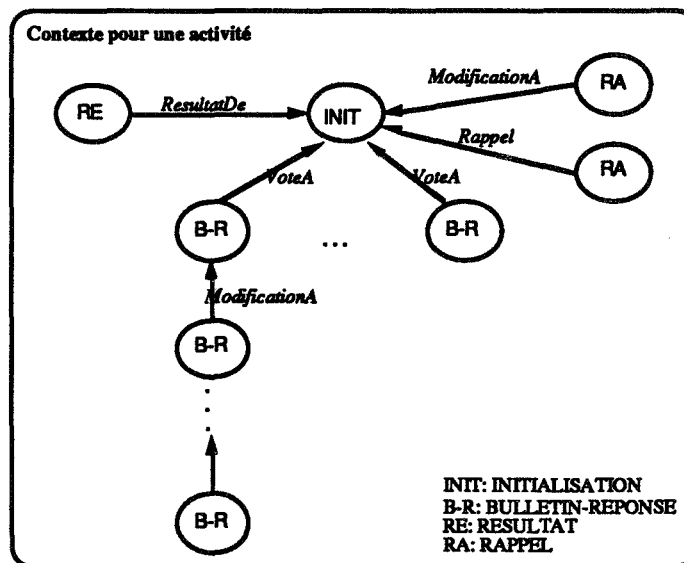 Contexte pour une activité
ModificationA
RA
RE
ResultatDe
INIT
Rappel
RA
VoteA
VoteA
B-R
...
B-R
ModificationA
B-R
B-R
INIT: INITIALISATION
B-R: BULLETIN-REPONSE
RE: RESULTAT
RA: RAPPEL